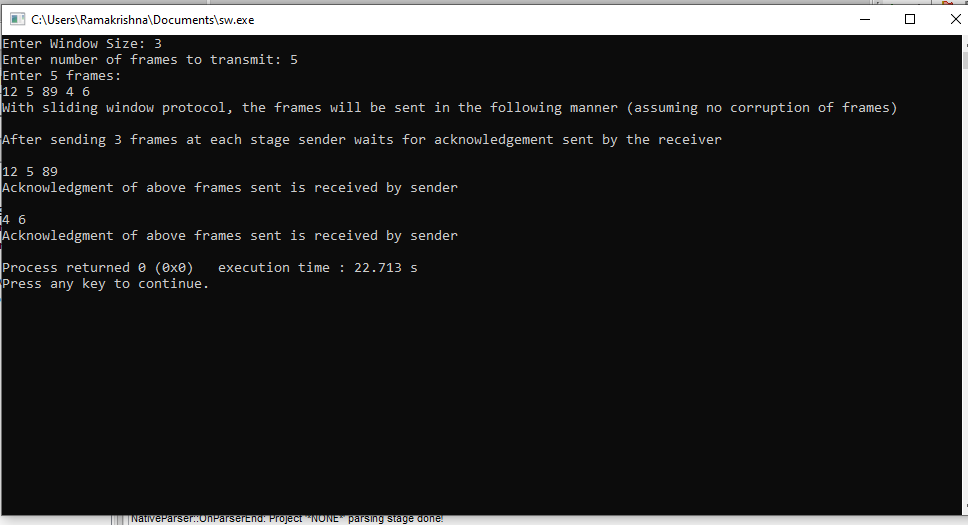 C:\Users\Ramakrishna\Documents\sw.exe
Enter Window Size: 3
Enter number of frames to transmit: 5
Enter 5 frames:
12 5 89 4 6
With sliding window protocol, the frames will be sent in the following manner (assuming no corruption of frames)
After sending 3 frames at each stage sender waits for acknowledgement sent by the receiver
12 5 89
Acknowledgment of above frames sent is received by sender
4 6
Acknowledgment of above frames sent is received by sender
Process returned 0 (0x0)   execution time : 22.713 s
Press any key to continue.
NativeParser::OnParserEnd: Project '*NONE*' parsing stage done!